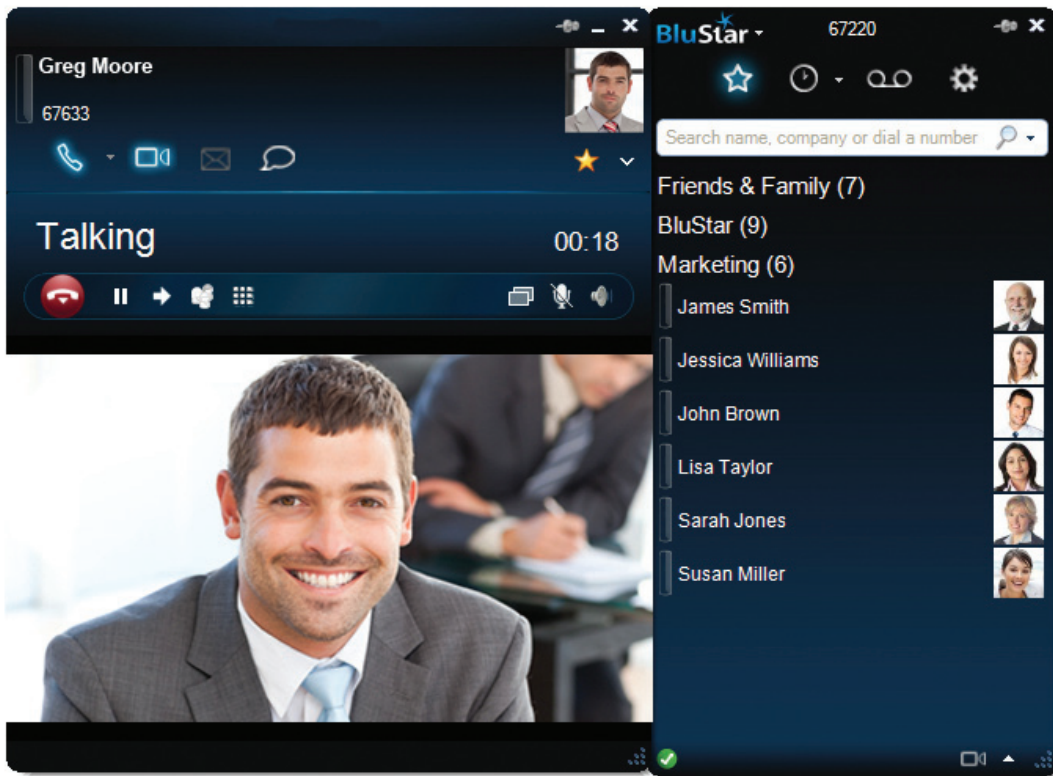 Greg Moore
67633
Talking
00:18
BluStar
67220
Search name, company or dial a number
Friends & Family (7)
BluStar (9)
Marketing (6)
James Smith
Jessica Williams
John Brown
Lisa Taylor
Sarah Jones
Susan Miller